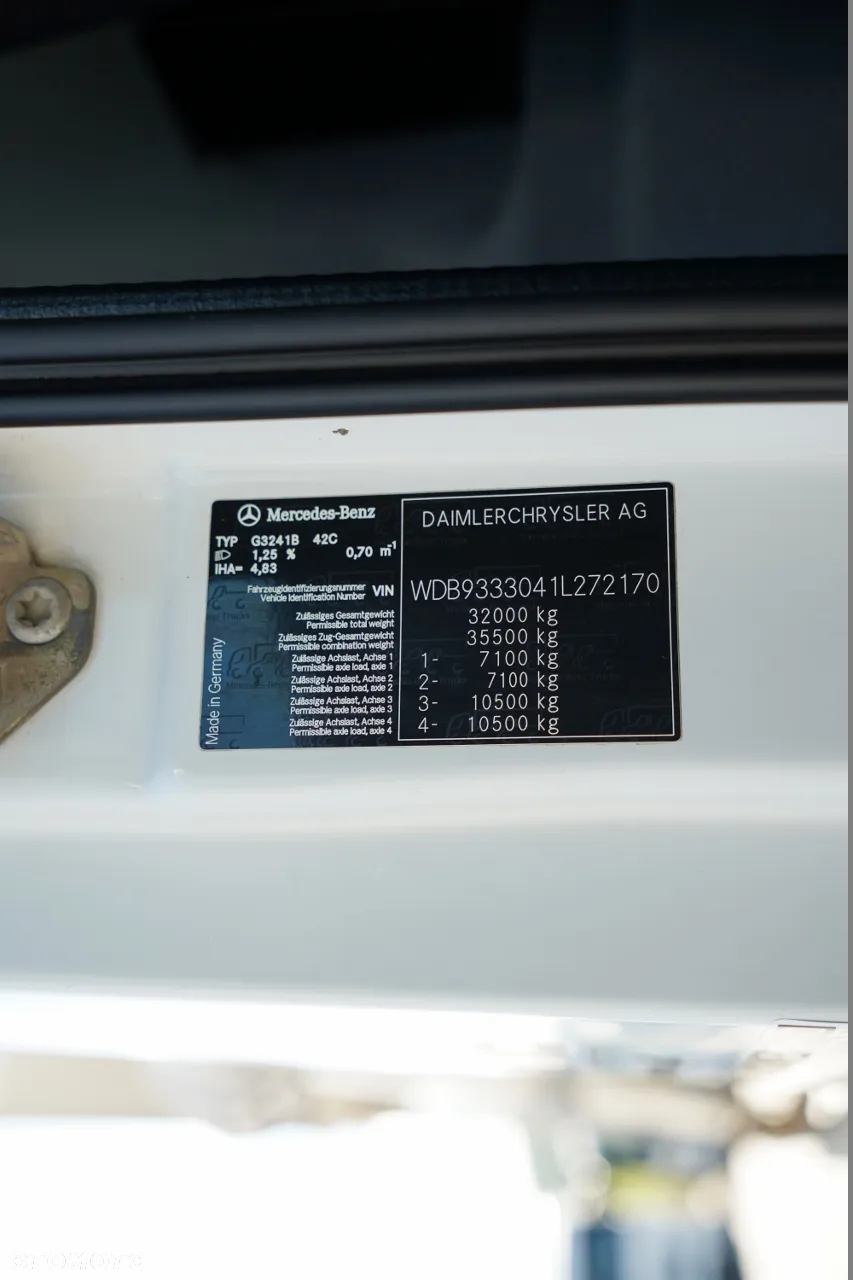 Mercedes-Benz
DAIMLERCHRYSLER AG
TYP G3241B 42C
1,25 % 0,70 m-1
IHA= 4,83
Fahrzeugidentifizierungsnummer
Vehicle Identification Number VIN WDB9333041L272170
Zulässiges Gesamtgewicht
Permissible total weight 32000 kg
Zulässiges Zug-Gesamtgewicht
Permissible combination weight 35500 kg
Zulässige Achslast, Achse 1
Permissible axle load, axle 1 1- 7100 kg
Zulässige Achslast, Achse 2
Permissible axle load, axle 2 2- 7100 kg
Zulässige Achslast, Achse 3
Permissible axle load, axle 3 3- 10500 kg
Zulässige Achslast, Achse 4
Permissible axle load, axle 4 4- 10500 kg
Made in Germany